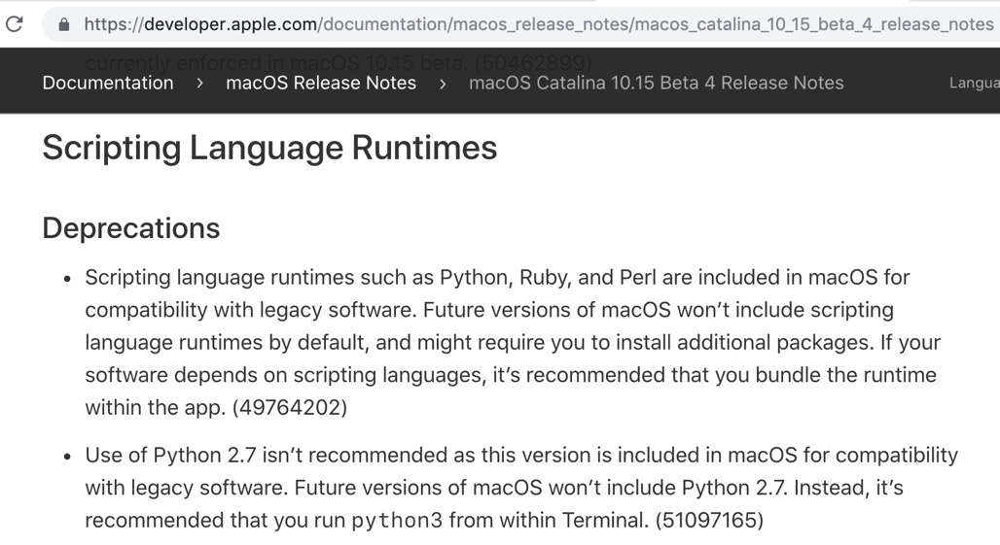 https://developer.apple.com/documentation/macos_release_notes/macos_catalina_10_15_beta_4_release_notes
currently enforced in macOS 10.15 beta. (50462899)
Documentation > macOS Release Notes > macOS Catalina 10.15 Beta 4 Release Notes Langua
Scripting Language Runtimes
Deprecations
• Scripting language runtimes such as Python, Ruby, and Perl are included in macOS for
compatibility with legacy software. Future versions of macOS won’t include scripting
language runtimes by default, and might require you to install additional packages. If your
software depends on scripting languages, it’s recommended that you bundle the runtime
within the app. (49764202)
• Use of Python 2.7 isn’t recommended as this version is included in macOS for compatibility
with legacy software. Future versions of macOS won’t include Python 2.7. Instead, it’s
recommended that you run python3 from within Terminal. (51097165)